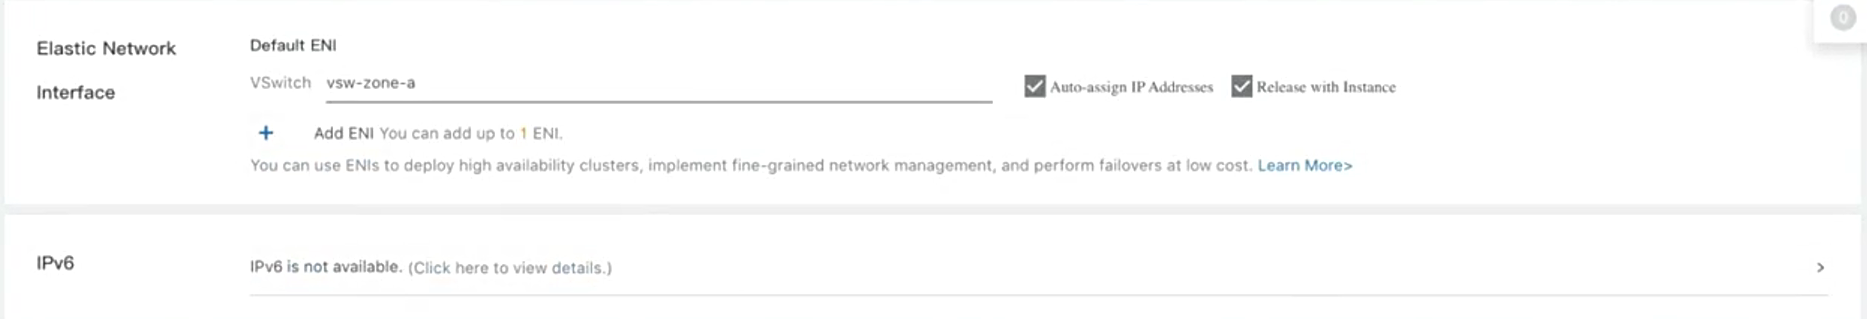 0
Elastic Network
Interface
Default ENI
VSwitch vsw-zone-a
Auto-assign IP Addresses Release with Instance
+ Add ENI You can add up to 1 ENI.
You can use ENIs to deploy high availability clusters, implement fine-grained network management, and perform failovers at low cost. Learn More>
IPv6
IPv6 is not available. (Click here to view details.)